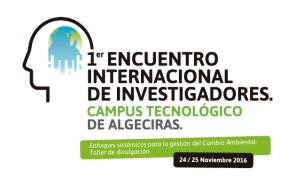 1er ENCUENTRO
INTERNACIONAL
DE INVESTIGADORES.
CAMPUS TECNOLÓGICO
DE ALGECIRAS.
Enfoques sistémicos para la gestión del Cambio Ambiental:
Taller de divulgación.
24 / 25 Noviembre 2016